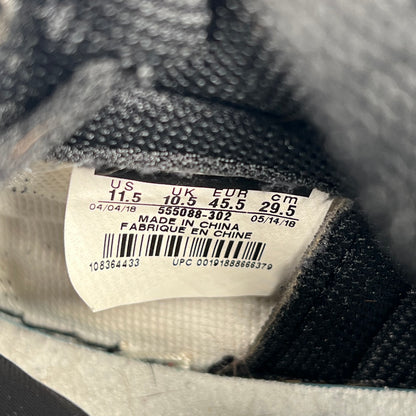 US UK EUR cm
11.5 10.5 45.5 29.5
04/04/18 555088-302 05/14/18
MADE IN CHINA
FABRIQUE EN CHINE
108364433 UPC 00191888666379